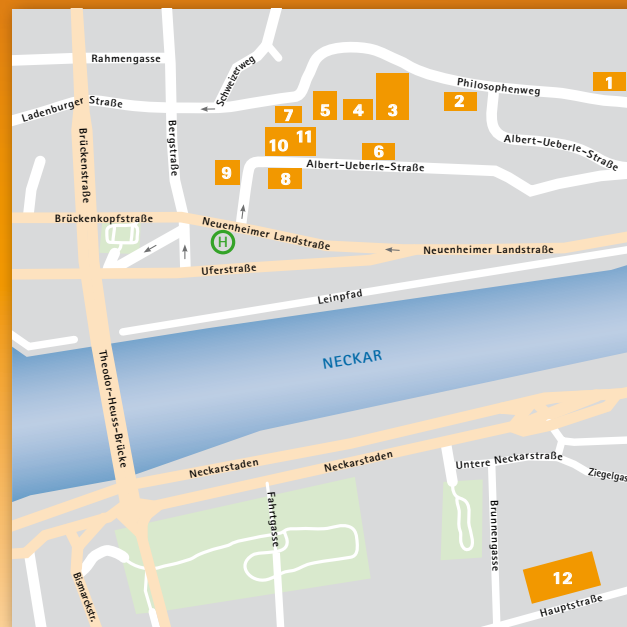 Rahmengasse
Schweizerweg
Philosophenweg
1
Ladenburger Straße
7
5
4
3
2
Brückenstraße
Bergstraße
10
11
6
Albert-Ueberle-Straße
9
8
Albert-Ueberle-Straße
Brückenkopfstraße
Neuenheimer Landstraße
H
Neuenheimer Landstraße
Uferstraße
Leinpfad
NECKAR
Theodor-Heuss-Brücke
Neckarstaden
Neckarstaden
Untere Neckarstraße
Ziegelgas
Fahrtgasse
Brunnengasse
Bismarckstr.
12
Hauptstraße